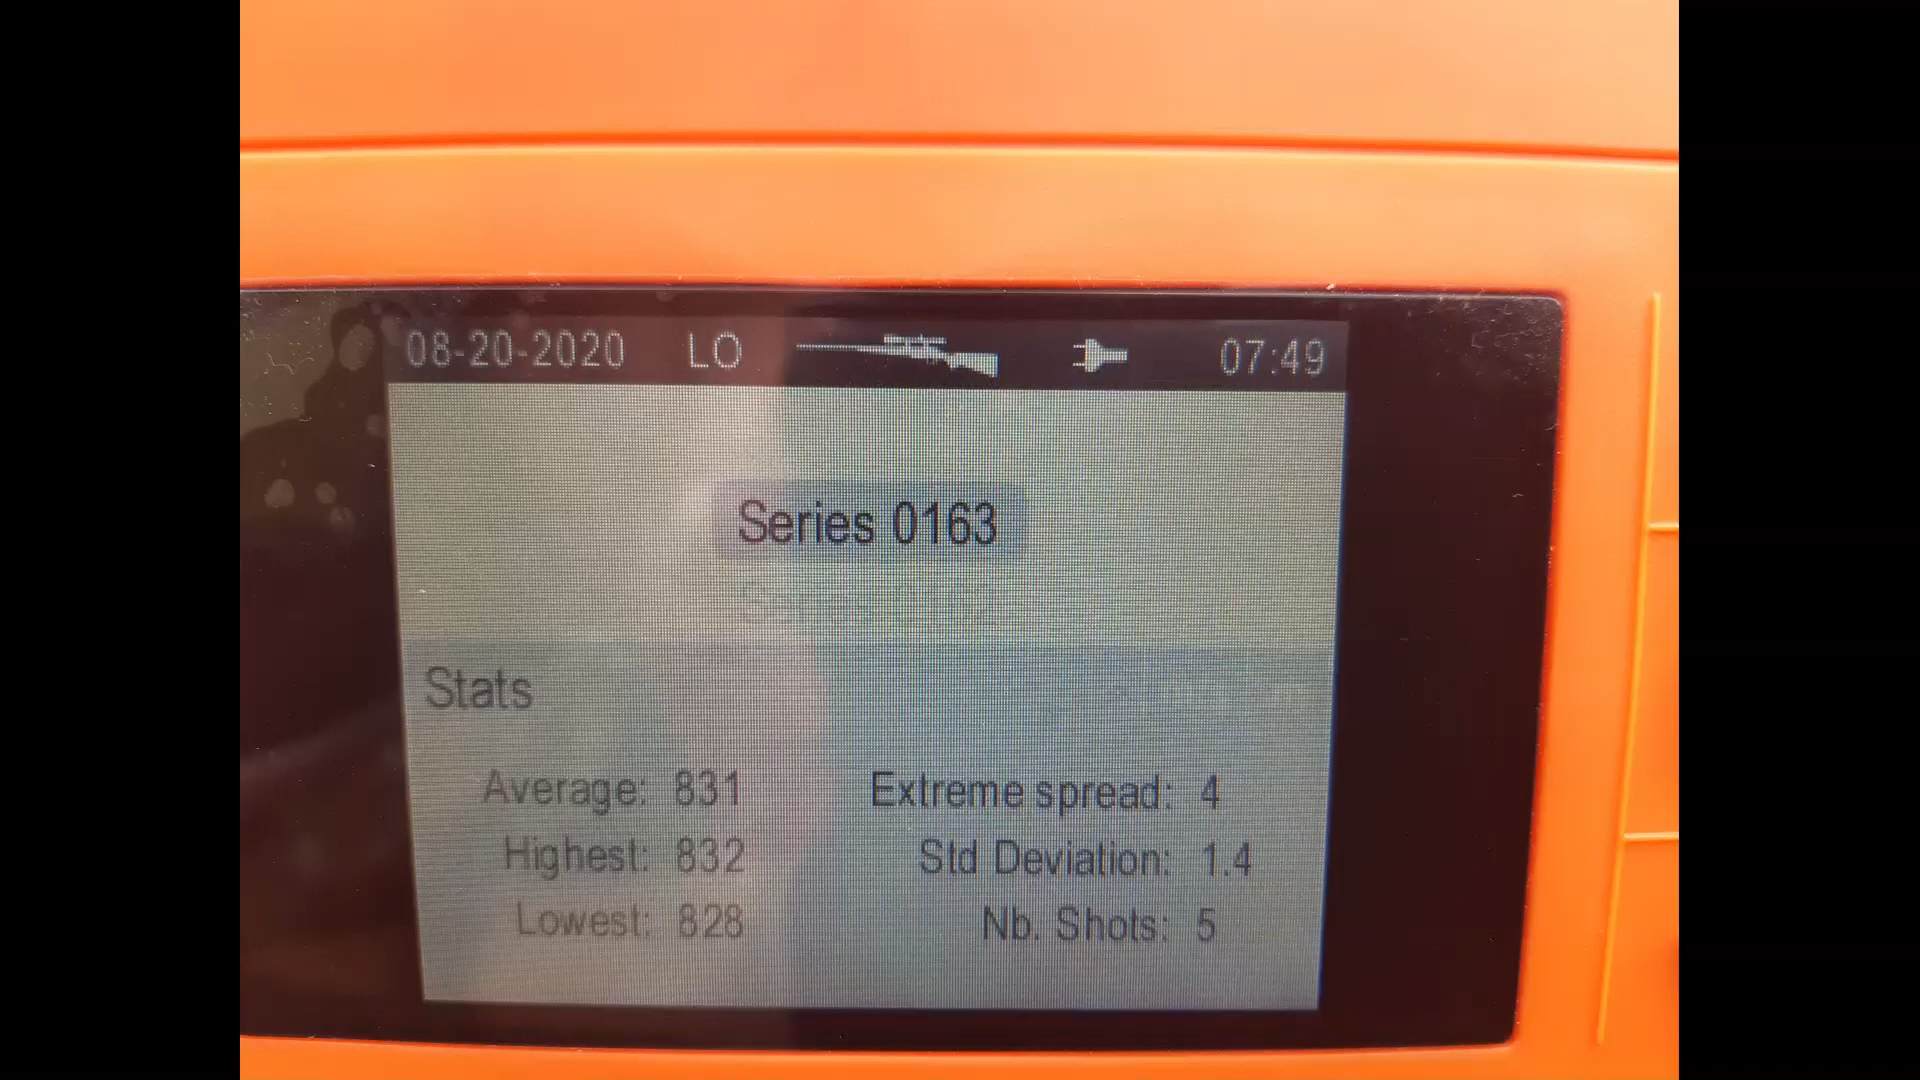 08-20-2020 LO 07:49
Series 0163
Stats
Average: 831 Extreme spread: 4
Highest: 832 Std Deviation: 1.4
Lowest: 828 Nb. Shots: 5